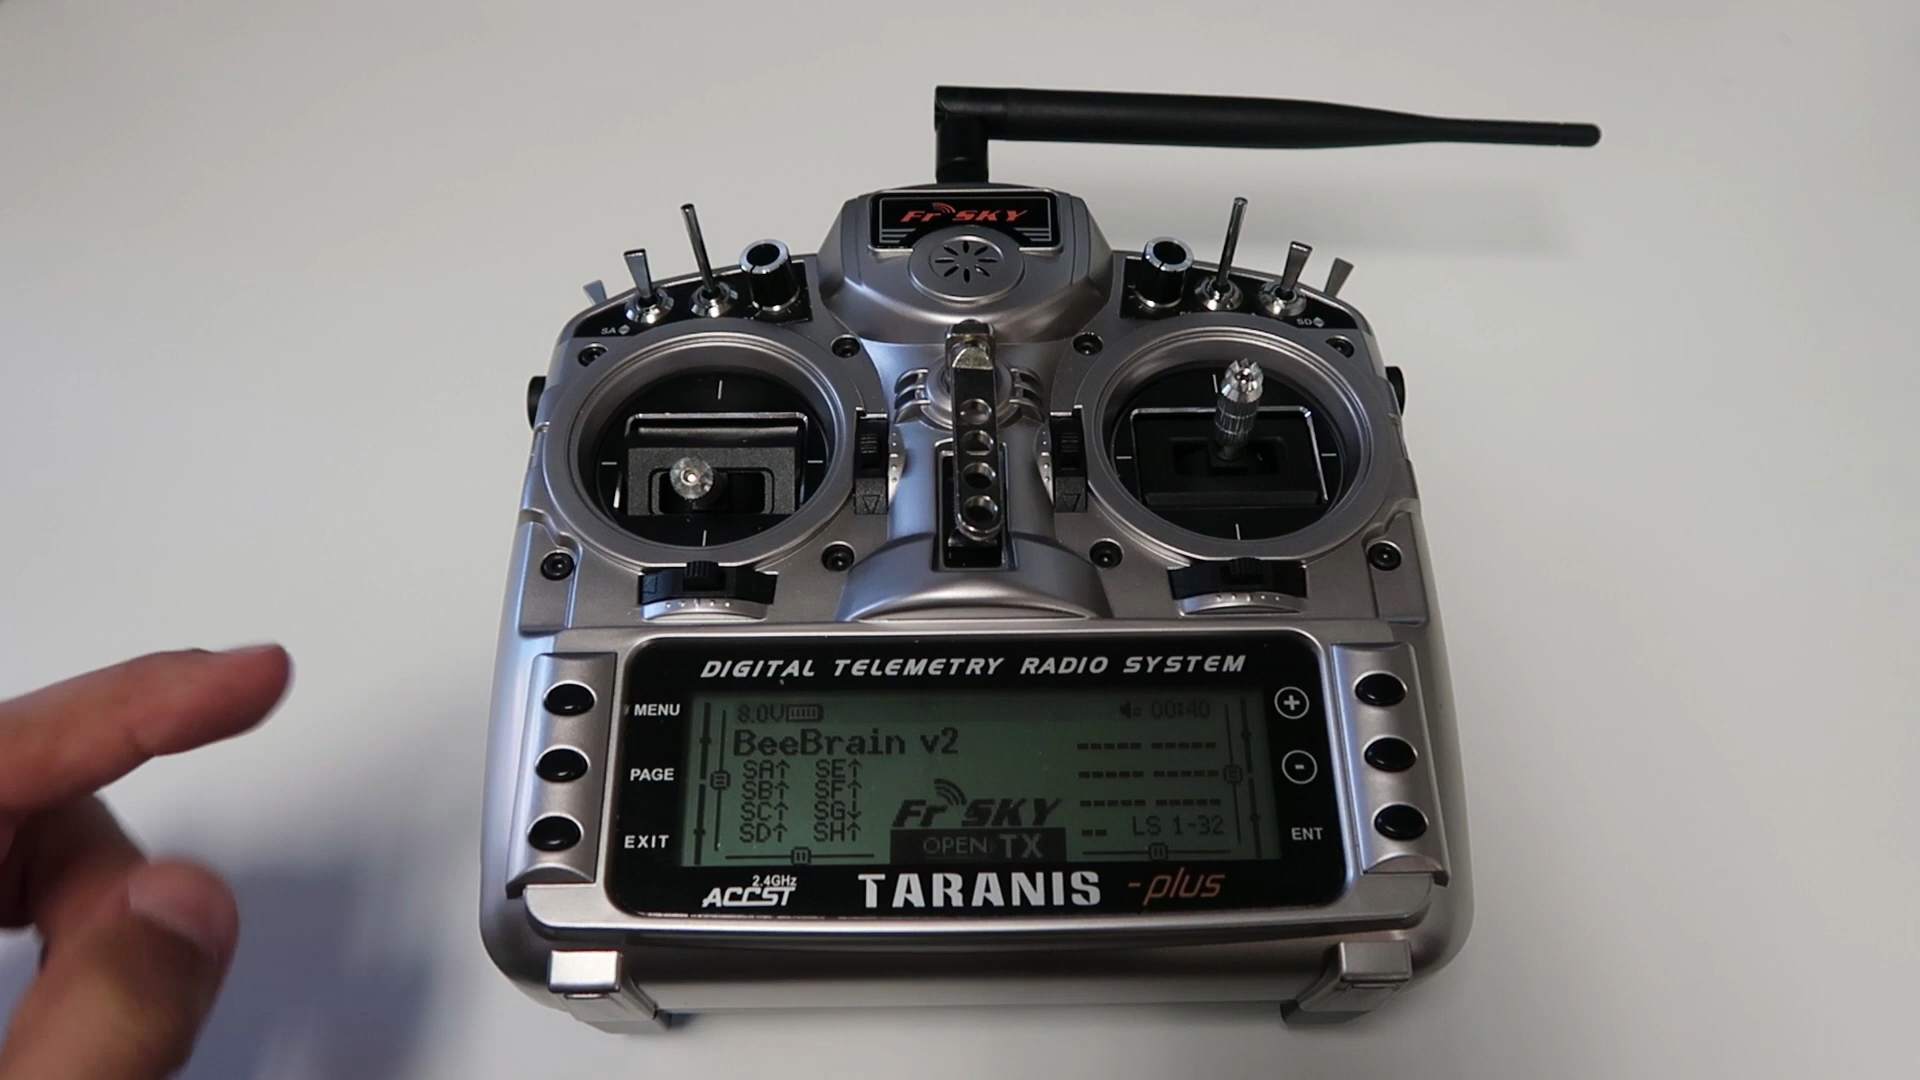 FrSKY
SA
SD
DIGITAL TELEMETRY RADIO SYSTEM
MENU
PAGE
EXIT
8.0V
00:40
BeeBrain v2
----- -----
SA↑ SE↑
----- -----
SB↑ SF↑
SC↑ SG↓
FrSKY
----- -----
SD↑ SH↑
-- LS 1-32
OPEN TX
+
-
ENT
2.4GHz
ACCST
TARANIS -plus